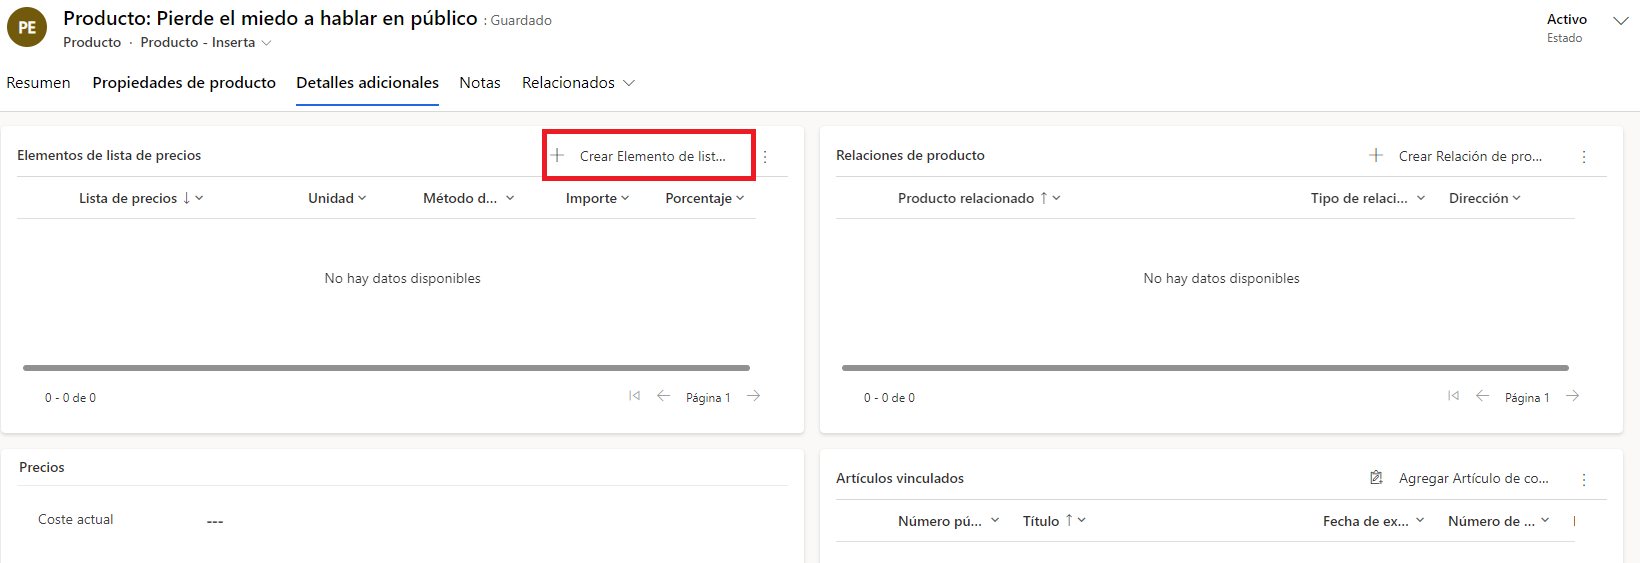 PE
Producto: Pierde el miedo a hablar en público : Guardado
Producto · Producto - Inserta
Activo
Estado
Resumen Propiedades de producto Detalles adicionales Notas Relacionados
Elementos de lista de precios
Crear Elemento de list...
Lista de precios Unidad Método d... Importe Porcentaje
No hay datos disponibles
0 - 0 de 0 Página 1
Relaciones de producto
Crear Relación de pro...
Producto relacionado Tipo de relaci... Dirección
No hay datos disponibles
0 - 0 de 0 Página 1
Precios
Coste actual ---
Artículos vinculados
Agregar Artículo de co...
Número pú... Título Fecha de ex... Número de ...